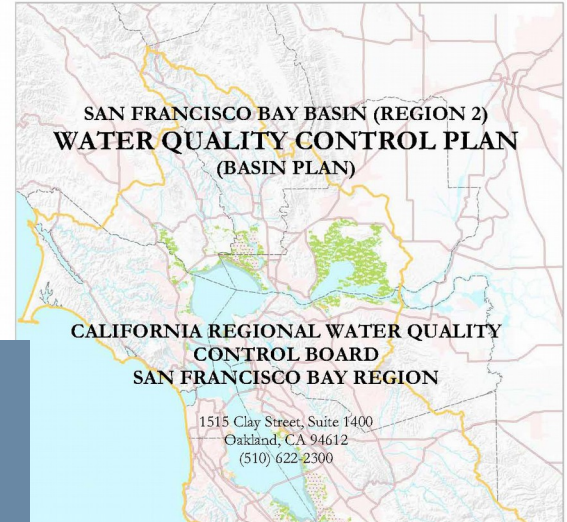 SAN FRANCISCO BAY BASIN (REGION 2)
WATER QUALITY CONTROL PLAN
(BASIN PLAN)
CALIFORNIA REGIONAL WATER QUALITY
CONTROL BOARD
SAN FRANCISCO BAY REGION
1515 Clay Street, Suite 1400
Oakland, CA 94612
(510) 622-2300